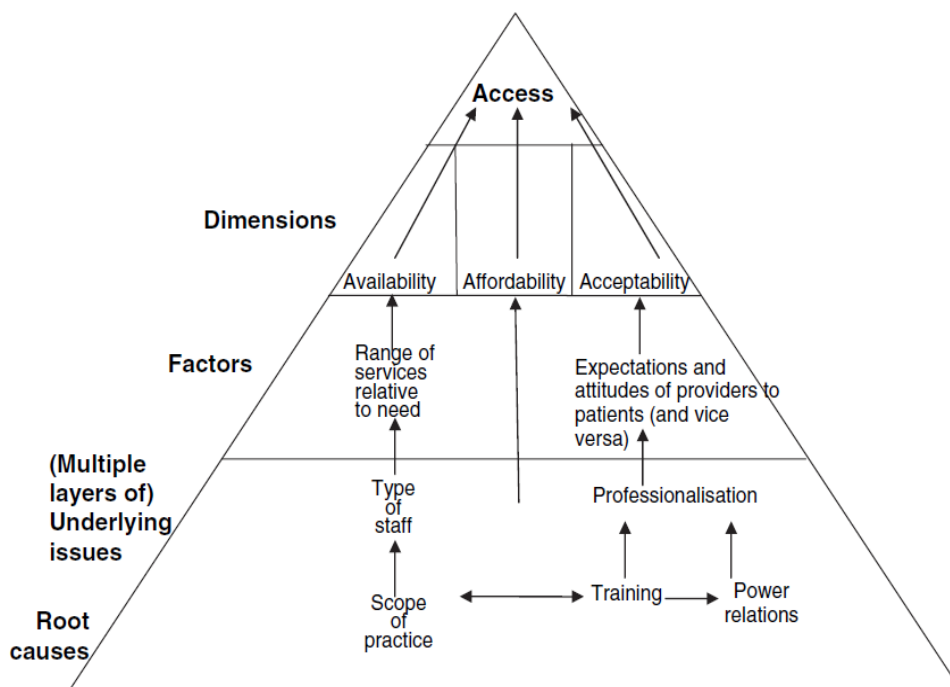 Access
Dimensions
Availability
Affordability
Acceptability
Factors
Range of
services
relative
to need
Expectations and
attitudes of providers to
patients (and vice
versa)
(Multiple
layers of)
Underlying
issues
Type
of
staff
Professionalisation
Root
causes
Scope
of
practice
Training
Power
relations